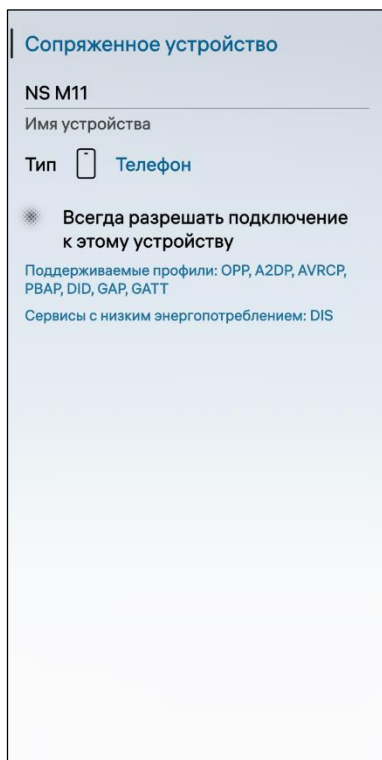 Сопряженное устройство
NS M11
Имя устройства
Тип Телефон
Всегда разрешать подключение
к этому устройству
Поддерживаемые профили: OPP, A2DP, AVRCP,
PBAP, DID, GAP, GATT
Сервисы с низким энергопотреблением: DIS